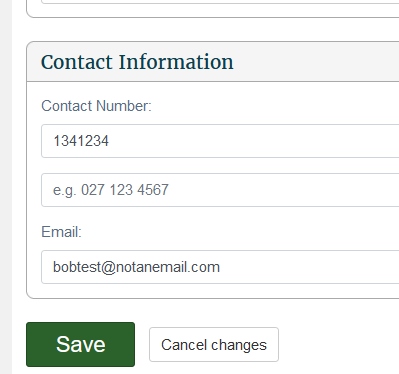 Contact Information
Contact Number:
1341234
e.g. 027 123 4567
Email:
bobtest@notanemail.com
Save
Cancel changes